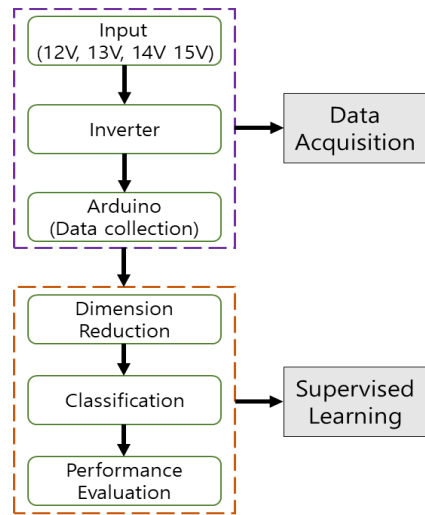 Input
(12V, 13V, 14V 15V)
Inverter
Data
Acquisition
Arduino
(Data collection)
Dimension
Reduction
Classification
Supervised
Learning
Performance
Evaluation